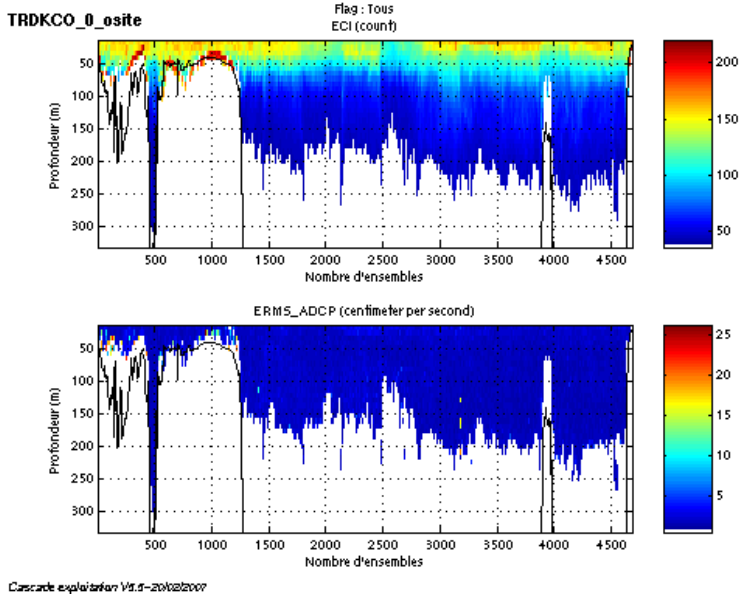 TRDKCO_0_osite
Flag : Tous
ECI (count)
50
100
150
200
250
300
Profondeur (m)
500 1000 1500 2000 2500 3000 3500 4000 4500
Nombre d'ensembles
200
150
100
50
ERMS_ADCP (centimeter per second)
50
100
150
200
250
300
Profondeur (m)
500 1000 1500 2000 2500 3000 3500 4000 4500
Nombre d'ensembles
25
20
15
10
5
Cascade exploitation V5.5-20/02/2007